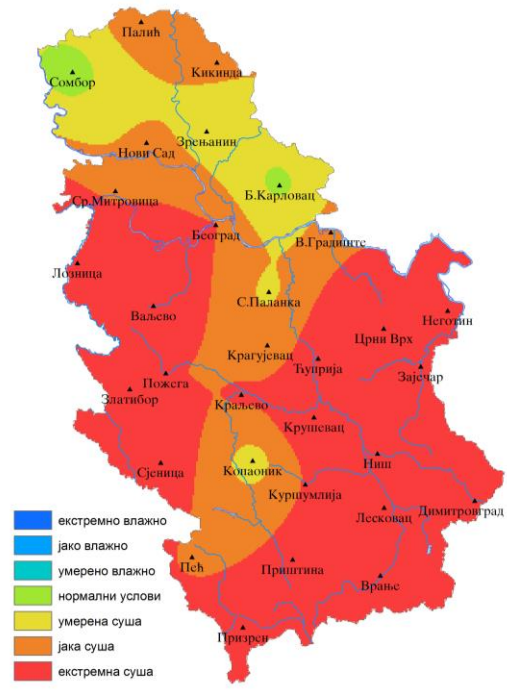 Палић
Кикинда
Сомбор
Зрењанин
Нови Сад
Б.Карловац
Ср.Митровица
Београд
В.Градиште
Лозница
С.Паланка
Ваљево
Неготин
Црни Врх
Крагујевац
Ћуприја
Зајечар
Пожега
Златибор
Краљево
Крушевац
Ниш
Сјеница
Копаоник
Куршумлија
Димитровград
Лесковац
Пећ
Приштина
Врање
Призрен
екстремно влажно
јако влажно
умерено влажно
нормални услови
умерена суша
јака суша
екстремна суша